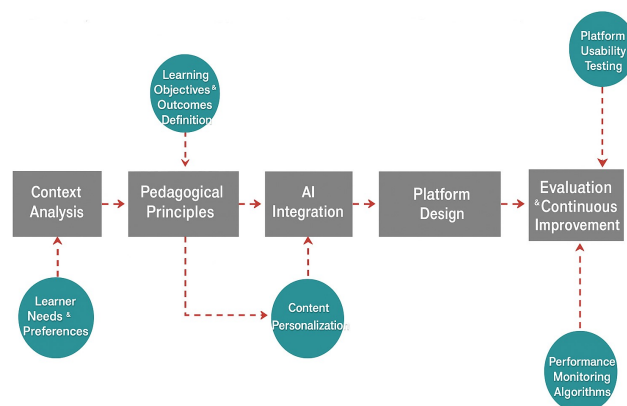 Platform
Usability
Testing
Learning
Objectives &
Outcomes
Definition
Context
Analysis
Pedagogical
Principles
AI
Integration
Platform
Design
Evaluation
& Continuous
Improvement
Learner
Needs &
Preferences
Content
Personalization
Performance
Monitoring
Algorithms